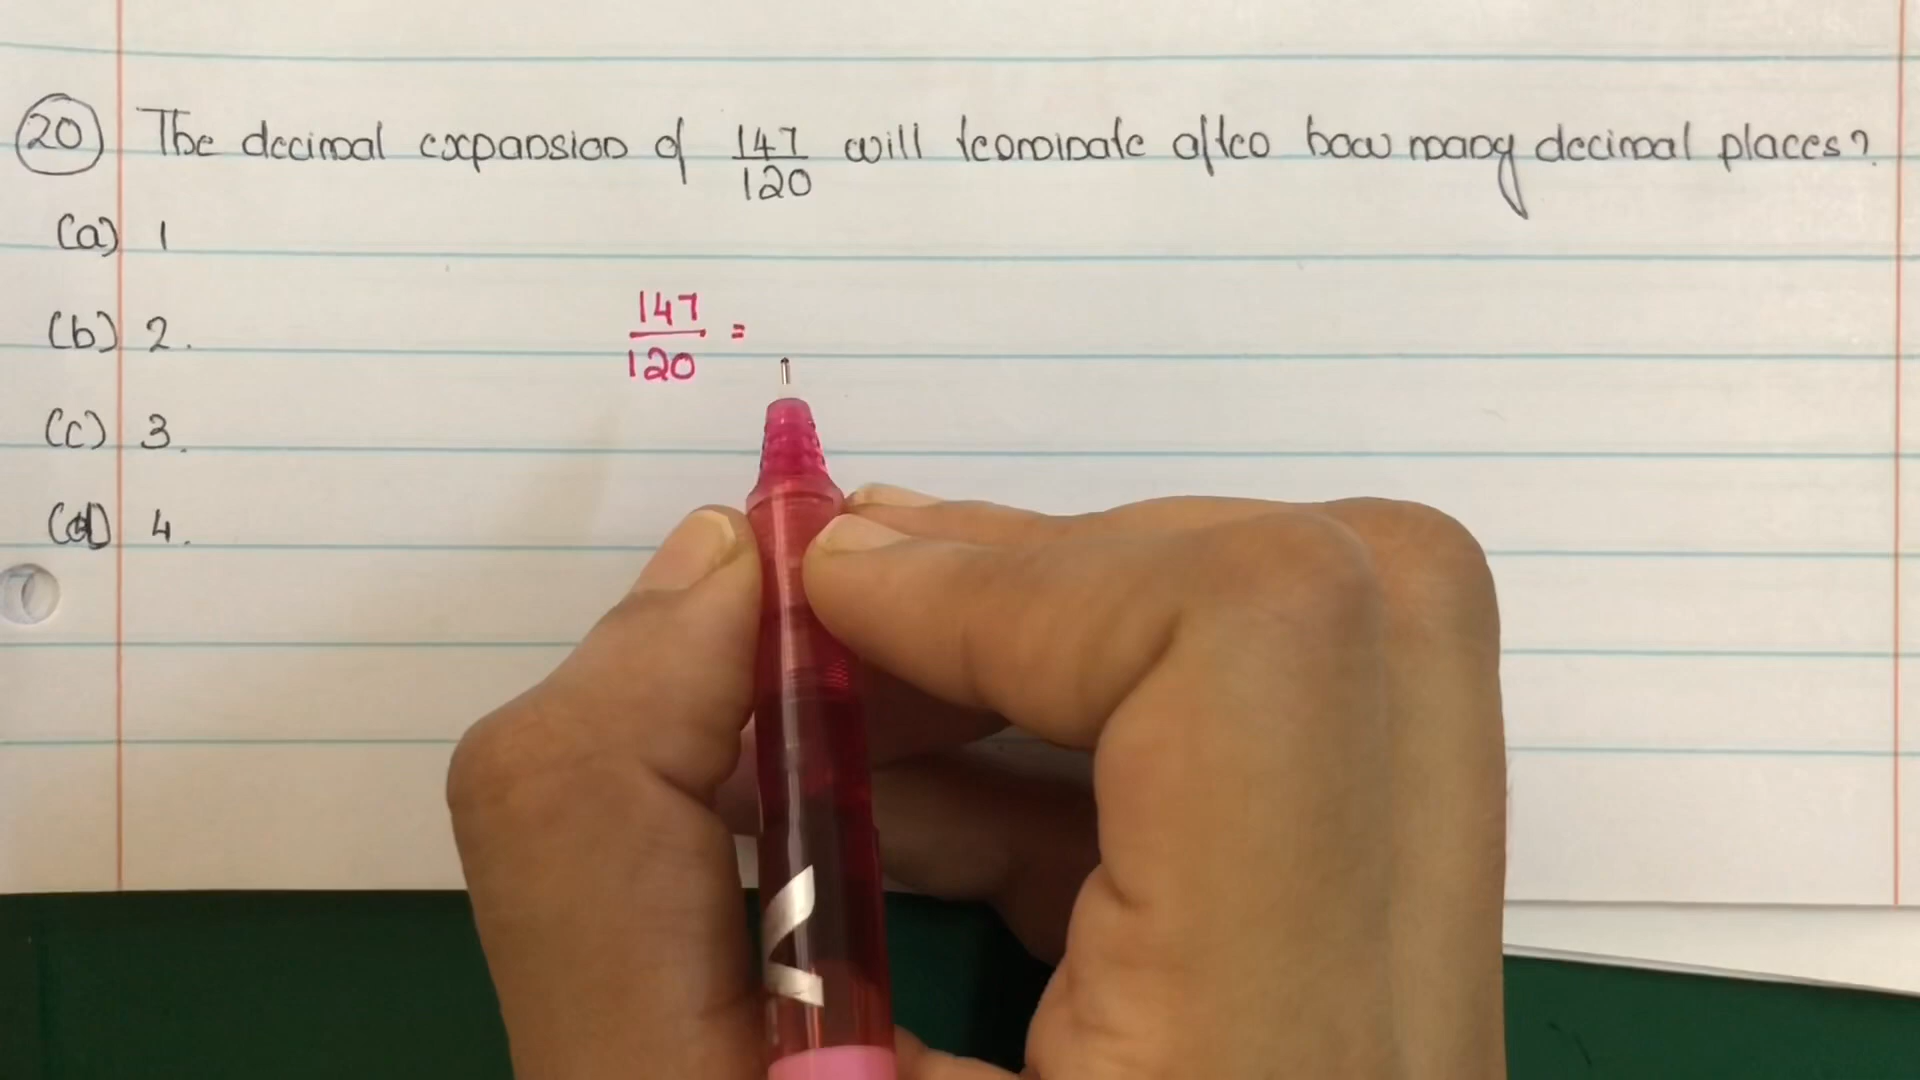 20 The decimal expansion of 147/120 will terminate after how many decimal places?
(a) 1
(b) 2.
147/120 =
(c) 3.
(d) 4.